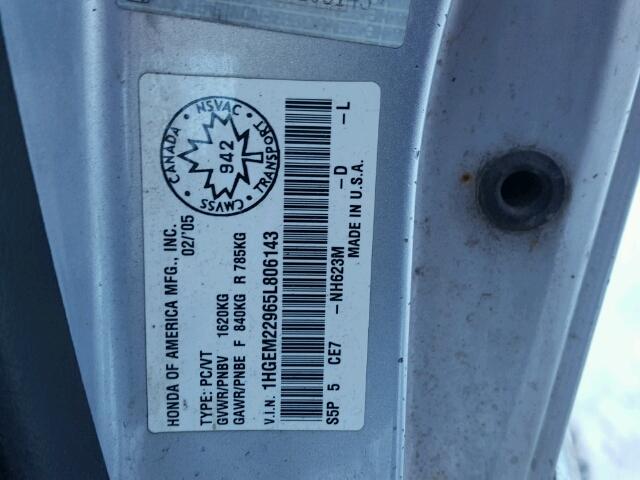 HONDA OF AMERICA MFG., INC.
02/'05
TYPE: PC/VT
GVWR/PNBV 1620KG
GAWR/PNBE F 840KG R 785KG
V.I.N. 1HGEM22965L806143
S5P 5 CE7 - NH623M - D - L
MADE IN U.S.A.
CANADA
NSVAC
TRANSPORT
CMVSS
942